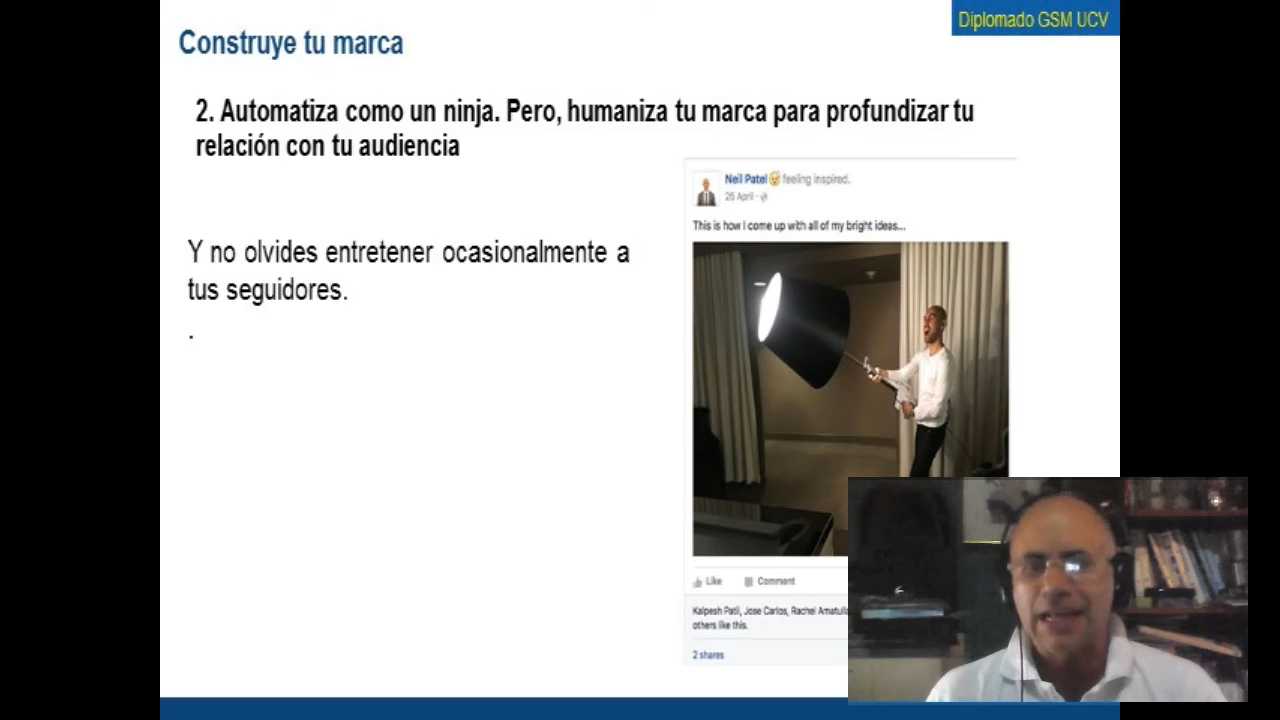 Diplomado GSM UCV
Construye tu marca
2. Automatiza como un ninja. Pero, humaniza tu marca para profundizar tu
relación con tu audiencia
Y no olvides entretener ocasionalmente a
tus seguidores.
.
Neil Patel feeling inspired.
25 April ·
This is how I come up with all of my bright ideas...
Like Comment
Kalpesh Patil, Jose Carlos, Rachel
others like this.
2 shares